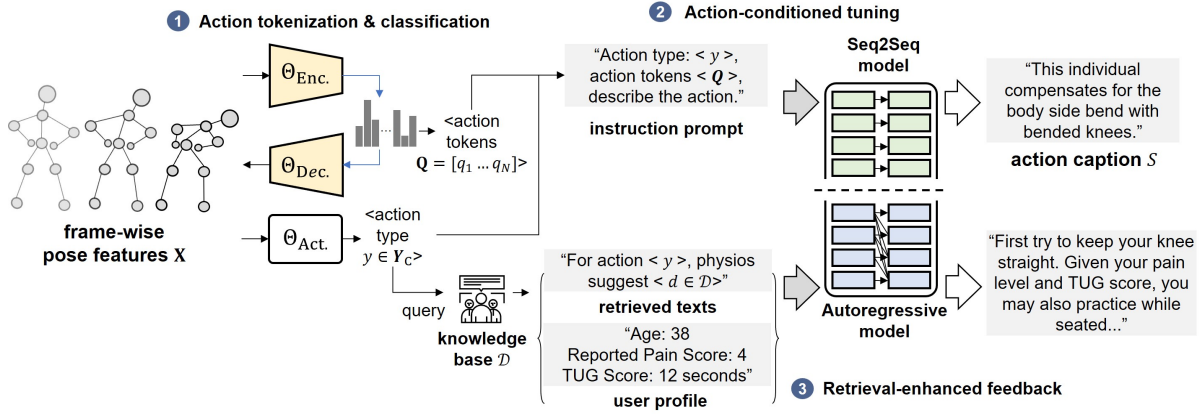 1 Action tokenization & classification
2 Action-conditioned tuning
Θ_Enc.
Θ_Dec.
Θ_Act.
frame-wise
pose features X
...
<action
tokens
Q = [q_1 ... q_N]>
<action
type
y ∈ Y_C>
query
knowledge
base 𝒟
“Action type: < y >,
action tokens < Q >,
describe the action.”
instruction prompt
“For action < y >, physios
suggest < d ∈ 𝒟>”
retrieved texts
“Age: 38
Reported Pain Score: 4
TUG Score: 12 seconds”
user profile
Seq2Seq
model
Autoregressive
model
“This individual
compensates for the
body side bend with
bended knees.”
action caption S
“First try to keep your knee
straight. Given your pain
level and TUG score, you
may also practice while
seated...”
3 Retrieval-enhanced feedback